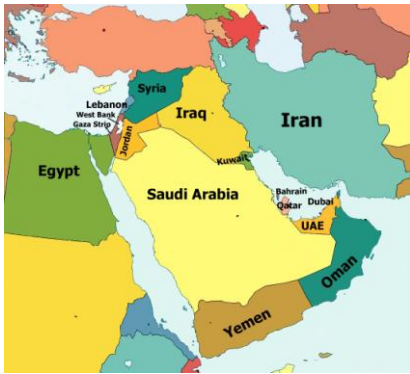 Syria
Lebanon
West Bank
Gaza Strip
Iraq
Iran
Jordan
Kuwait
Egypt
Saudi Arabia
Bahrain
Qatar
Dubai
UAE
Oman
Yemen